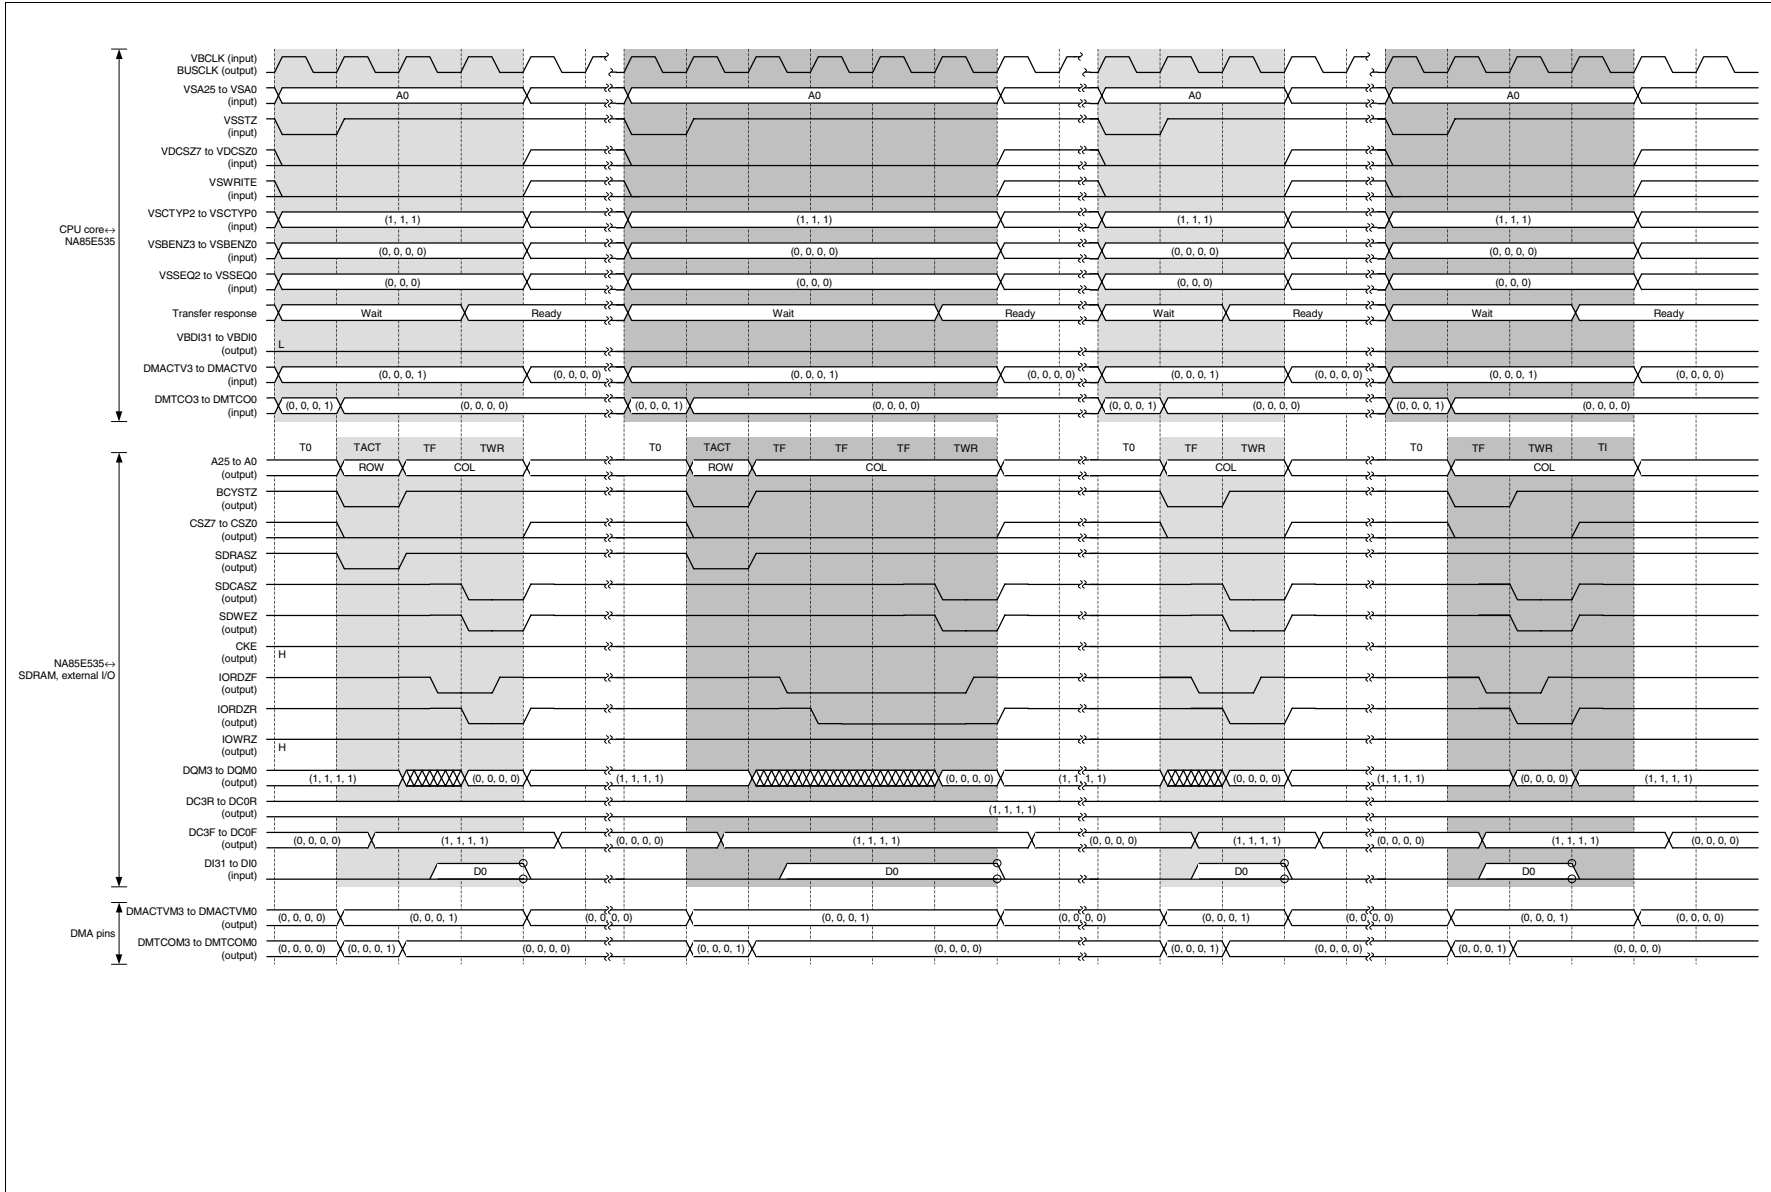 VBCLK (input)
BUSCLK (output)
VSA25 to VSA0
(input)
A0 A0 A0 A0
VSSTZ
(input)
VDCSZ7 to VDCSZ0
(input)
VSWRITE
(input)
VSCTYP2 to VSCTYP0
(input)
(1, 1, 1) (1, 1, 1) (1, 1, 1) (1, 1, 1)
CPU core↔
NA85E535
VSBENZ3 to VSBENZ0
(input)
(0, 0, 0, 0) (0, 0, 0, 0) (0, 0, 0, 0) (0, 0, 0, 0)
VSSEQ2 to VSSEQ0
(input)
(0, 0, 0) (0, 0, 0) (0, 0, 0) (0, 0, 0)
Transfer response
Wait Ready Wait Ready Wait Ready Wait Ready
VBDI31 to VBDI0
(output)
L
DMACTV3 to DMACTV0
(input)
(0, 0, 0, 1) (0, 0, 0, 0) (0, 0, 0, 1) (0, 0, 0, 0) (0, 0, 0, 1) (0, 0, 0, 0) (0, 0, 0, 1) (0, 0, 0, 0)
DMTCO3 to DMTCO0
(input)
(0, 0, 0, 1) (0, 0, 0, 0) (0, 0, 0, 1) (0, 0, 0, 0) (0, 0, 0, 1) (0, 0, 0, 0) (0, 0, 0, 1) (0, 0, 0, 0)
T0 TACT TF TWR T0 TACT TF TF TF TWR T0 TF TWR T0 TF TWR TI
A25 to A0
(output)
ROW COL ROW COL COL COL
BCYSTZ
(output)
CSZ7 to CSZ0
(output)
SDRASZ
(output)
SDCASZ
(output)
SDWEZ
(output)
CKE
(output)
H
NA85E535↔
SDRAM, external I/O
IORDZF
(output)
IORDZR
(output)
IOWRZ
(output)
H
DQM3 to DQM0
(output)
(1, 1, 1, 1) (0, 0, 0, 0) (1, 1, 1, 1) (0, 0, 0, 0) (1, 1, 1, 1) (0, 0, 0, 0) (1, 1, 1, 1) (0, 0, 0, 0) (1, 1, 1, 1)
DC3R to DC0R
(output)
(1, 1, 1, 1)
DC3F to DC0F
(output)
(0, 0, 0, 0) (1, 1, 1, 1) (0, 0, 0, 0) (1, 1, 1, 1) (0, 0, 0, 0) (1, 1, 1, 1) (0, 0, 0, 0) (1, 1, 1, 1) (0, 0, 0, 0)
DI31 to DI0
(input)
D0 D0 D0 D0
DMACTVM3 to DMACTVM0
(output)
(0, 0, 0, 0) (0, 0, 0, 1) (0, 0, 0, 0) (0, 0, 0, 1) (0, 0, 0, 0) (0, 0, 0, 1) (0, 0, 0, 0) (0, 0, 0, 1) (0, 0, 0, 0)
DMA pins
DMTCOM3 to DMTCOM0
(output)
(0, 0, 0, 0) (0, 0, 0, 1) (0, 0, 0, 0) (0, 0, 0, 1) (0, 0, 0, 0) (0, 0, 0, 1) (0, 0, 0, 0) (0, 0, 0, 1) (0, 0, 0, 0)